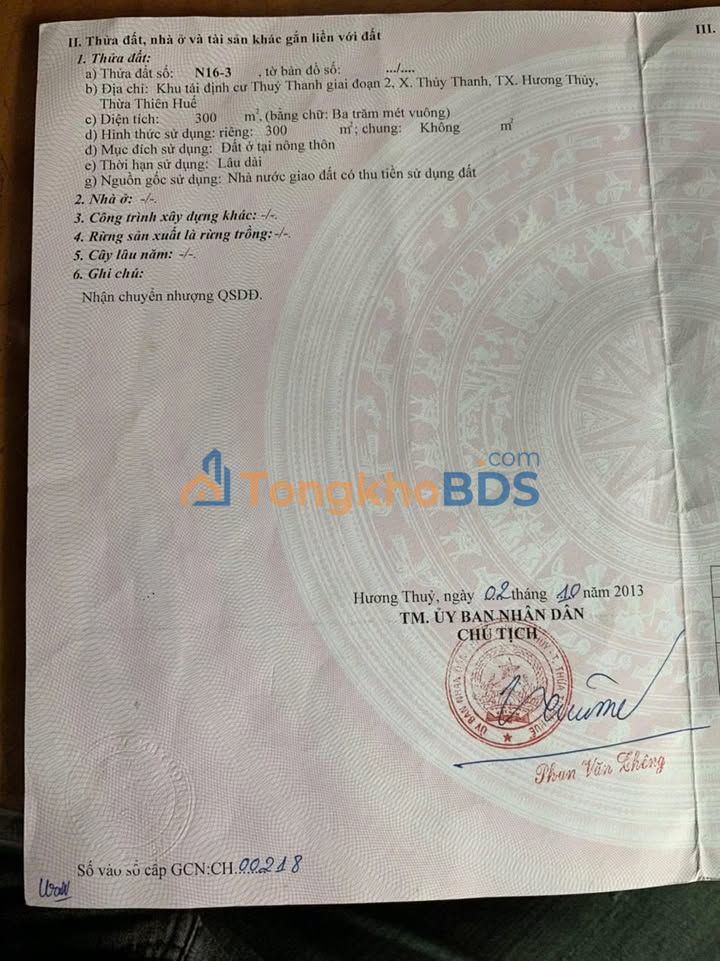 II. Thửa đất, nhà ở và tài sản khác gắn liền với đất
III.
1. Thửa đất:
a) Thửa đất số: N16-3 , tờ bản đồ số: .../....
b) Địa chỉ: Khu tái định cư Thuỷ Thanh giai đoạn 2, X. Thủy Thanh, TX. Hương Thủy,
Thừa Thiên Huế
c) Diện tích: 300 m², (bằng chữ: Ba trăm mét vuông)
d) Hình thức sử dụng: riêng: 300 m²; chung: Không m²
đ) Mục đích sử dụng: Đất ở tại nông thôn
e) Thời hạn sử dụng: Lâu dài
g) Nguồn gốc sử dụng: Nhà nước giao đất có thu tiền sử dụng đất
2. Nhà ở: -/-.
3. Công trình xây dựng khác: -/-.
4. Rừng sản xuất là rừng trồng: -/-.
5. Cây lâu năm: -/-.
6. Ghi chú:
Nhận chuyển nhượng QSDĐ.
TongkhoBDS.com
Hương Thuỷ, ngày 02 tháng 10 năm 2013
TM. ỦY BAN NHÂN DÂN
CHỦ TỊCH
Phan Văn Thông
Số vào sổ cấp GCN:CH.00218